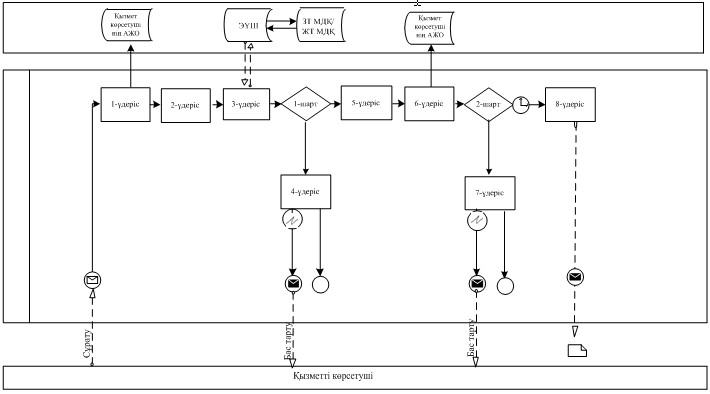 Қызмет
көрсетуші
нің АЖО
ЭҮШ
ЗТ МДҚ/
ЖТ МДҚ
Қызмет
көрсетуші
нің АЖО
1-үдеріс
2-үдеріс
3-үдеріс
1-шарт
5-үдеріс
6-үдеріс
2-шарт
8-үдеріс
4-үдеріс
7-үдеріс
Сұрату
Бас тарту
Бас тарту
Қызметті көрсетуші